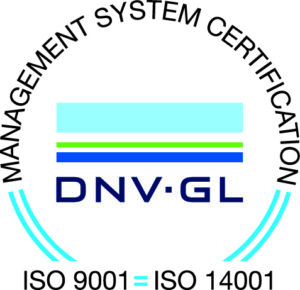 MANAGEMENT SYSTEM CERTIFICATION
DNV·GL
ISO 9001=ISO 14001